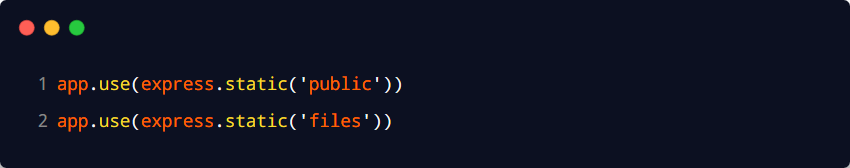 1 app.use(express.static('public'))
2 app.use(express.static('files'))